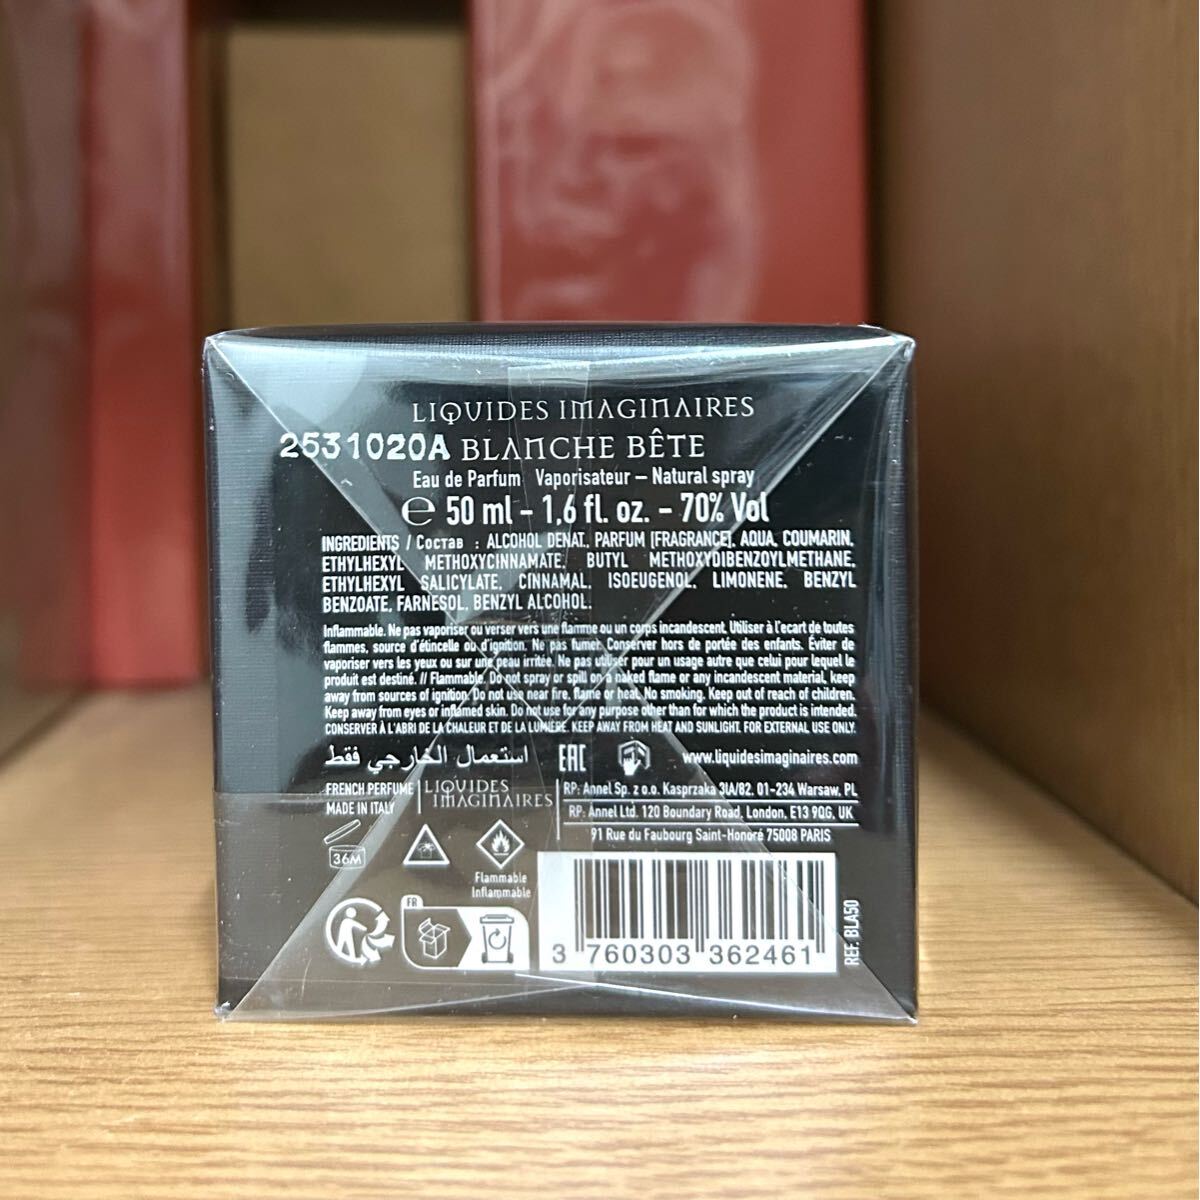 LIQUIDES IMAGINAIRES
2531020A BLANCHE BÊTE
Eau de Parfum Vaporisateur – Natural spray
℮ 50 ml - 1,6 fl. oz. - 70% Vol
INGREDIENTS / Состав : ALCOHOL DENAT., PARFUM (FRAGRANCE), AQUA, COUMARIN,
ETHYLHEXYL METHOXYCINNAMATE, BUTYL METHOXYDIBENZOYLMETHANE,
ETHYLHEXYL SALICYLATE, CINNAMAL, ISOEUGENOL, LIMONENE, BENZYL
BENZOATE, FARNESOL, BENZYL ALCOHOL.
Inflammable. Ne pas vaporiser ou verser vers une flamme ou un corps incandescent. Utiliser à l'ecart de toutes
flammes, source d'étincelle ou d'ignition. Ne pas fumer. Conserver hors de portée des enfants. Éviter de
vaporiser vers les yeux ou sur une peau irritée. Ne pas utiliser pour un usage autre que celui pour lequel le
produit est destiné. // Flammable. Do not spray or spill on a naked flame or any incandescent material, keep
away from sources of ignition. Do not use near fire, flame or heat. No smoking. Keep out of reach of children.
Keep away from eyes or inflamed skin. Do not use for any purpose other than for which the product is intended.
CONSERVER À L'ABRI DE LA CHALEUR ET DE LA LUMIÈRE. KEEP AWAY FROM HEAT AND SUNLIGHT. FOR EXTERNAL USE ONLY.
استعمال الخارجي فقط
EAC
www.liquidesimaginaires.com
FRENCH PERFUME
MADE IN ITALY
LIQUIDES
IMAGINAIRES
RP: Annel Sp. z o.o. Kasprzaka 31A/82, 01-234 Warsaw, PL
RP: Annel Ltd. 120 Boundary Road, London, E13 9QG, UK
91 Rue du Faubourg Saint-Honoré 75008 PARIS
36M
Flammable
Inflammable
FR
3 760303 362461
REF. BLA50